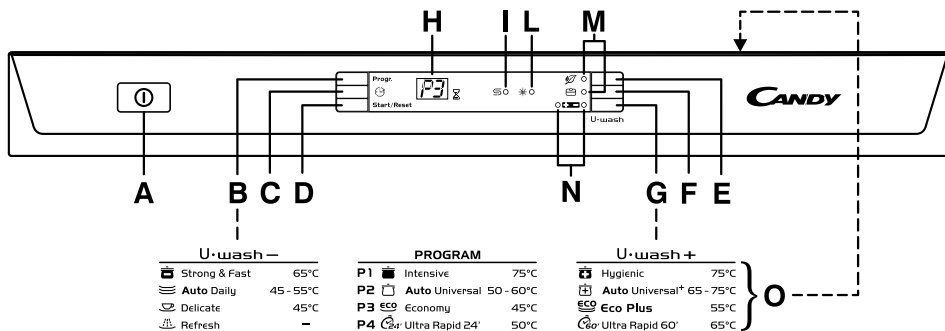 H I L M
Progr.
P3
Start/Reset
U-wash
CANDY
A B C D N G F E
U·wash –
Strong & Fast 65°C
Auto Daily 45 - 55°C
Delicate 45°C
Refresh –
PROGRAM
P1 Intensive 75°C
P2 Auto Universal 50 - 60°C
P3 ECO Economy 45°C
P4 24' Ultra Rapid 24' 50°C
U·wash +
Hygienic 75°C
Auto Universal+ 65 - 75°C
ECO Eco Plus 55°C
60' Ultra Rapid 60' 65°C
O